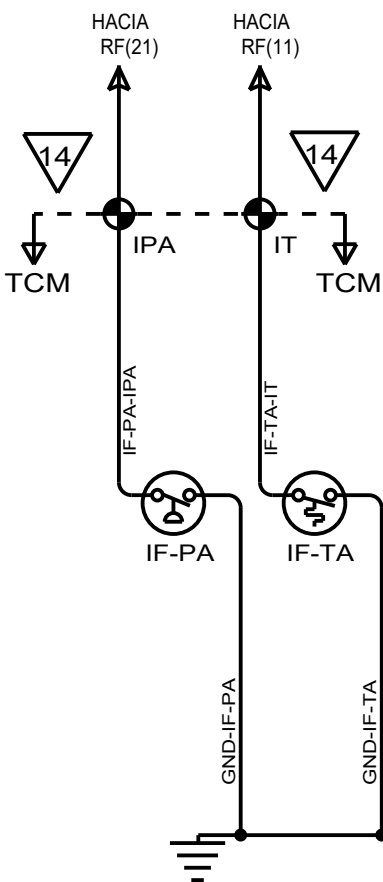 HACIA
RF(21)
HACIA
RF(11)
14
14
IPA
IT
TCM
TCM
IF-PA-IPA
IF-TA-IT
IF-PA
IF-TA
GND-IF-PA
GND-IF-TA